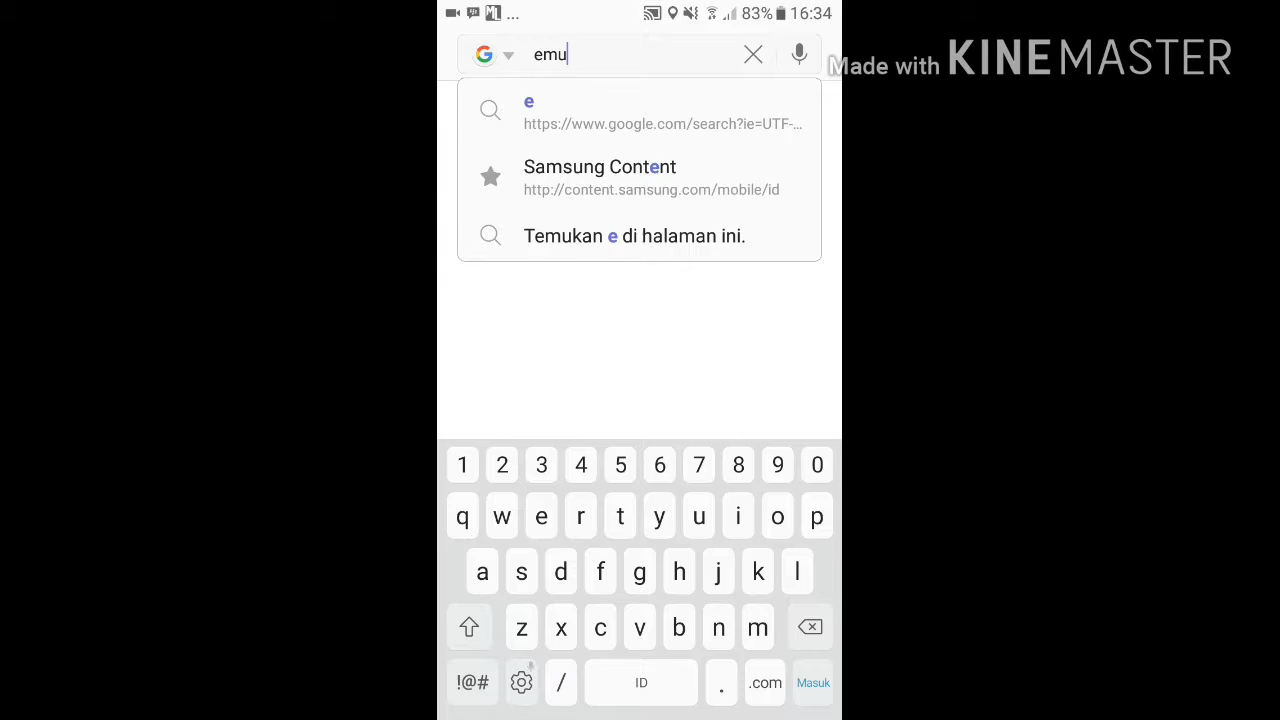 ... 83% 16:34
emu
Made with KINEMASTER
e
https://www.google.com/search?ie=UTF-...
Samsung Content
http://content.samsung.com/mobile/id
Temukan e di halaman ini.
1 2 3 4 5 6 7 8 9 0
q w e r t y u i o p
a s d f g h j k l
z x c v b n m
!@# / ID . .com Masuk